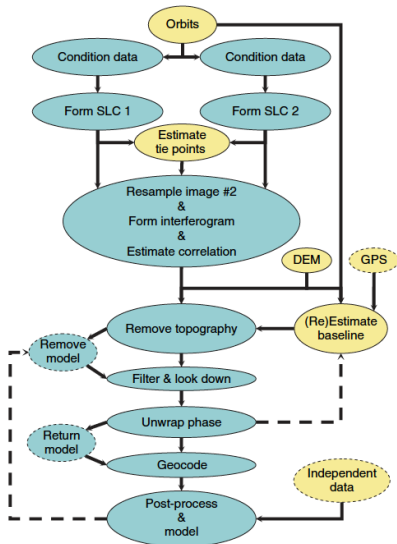 Orbits
Condition data
Condition data
Form SLC 1
Form SLC 2
Estimate
tie points
Resample image #2
&
Form interferogram
&
Estimate correlation
DEM
GPS
Remove topography
(Re)Estimate
baseline
Remove
model
Filter & look down
Unwrap phase
Return
model
Geocode
Independent
data
Post-process
&
model